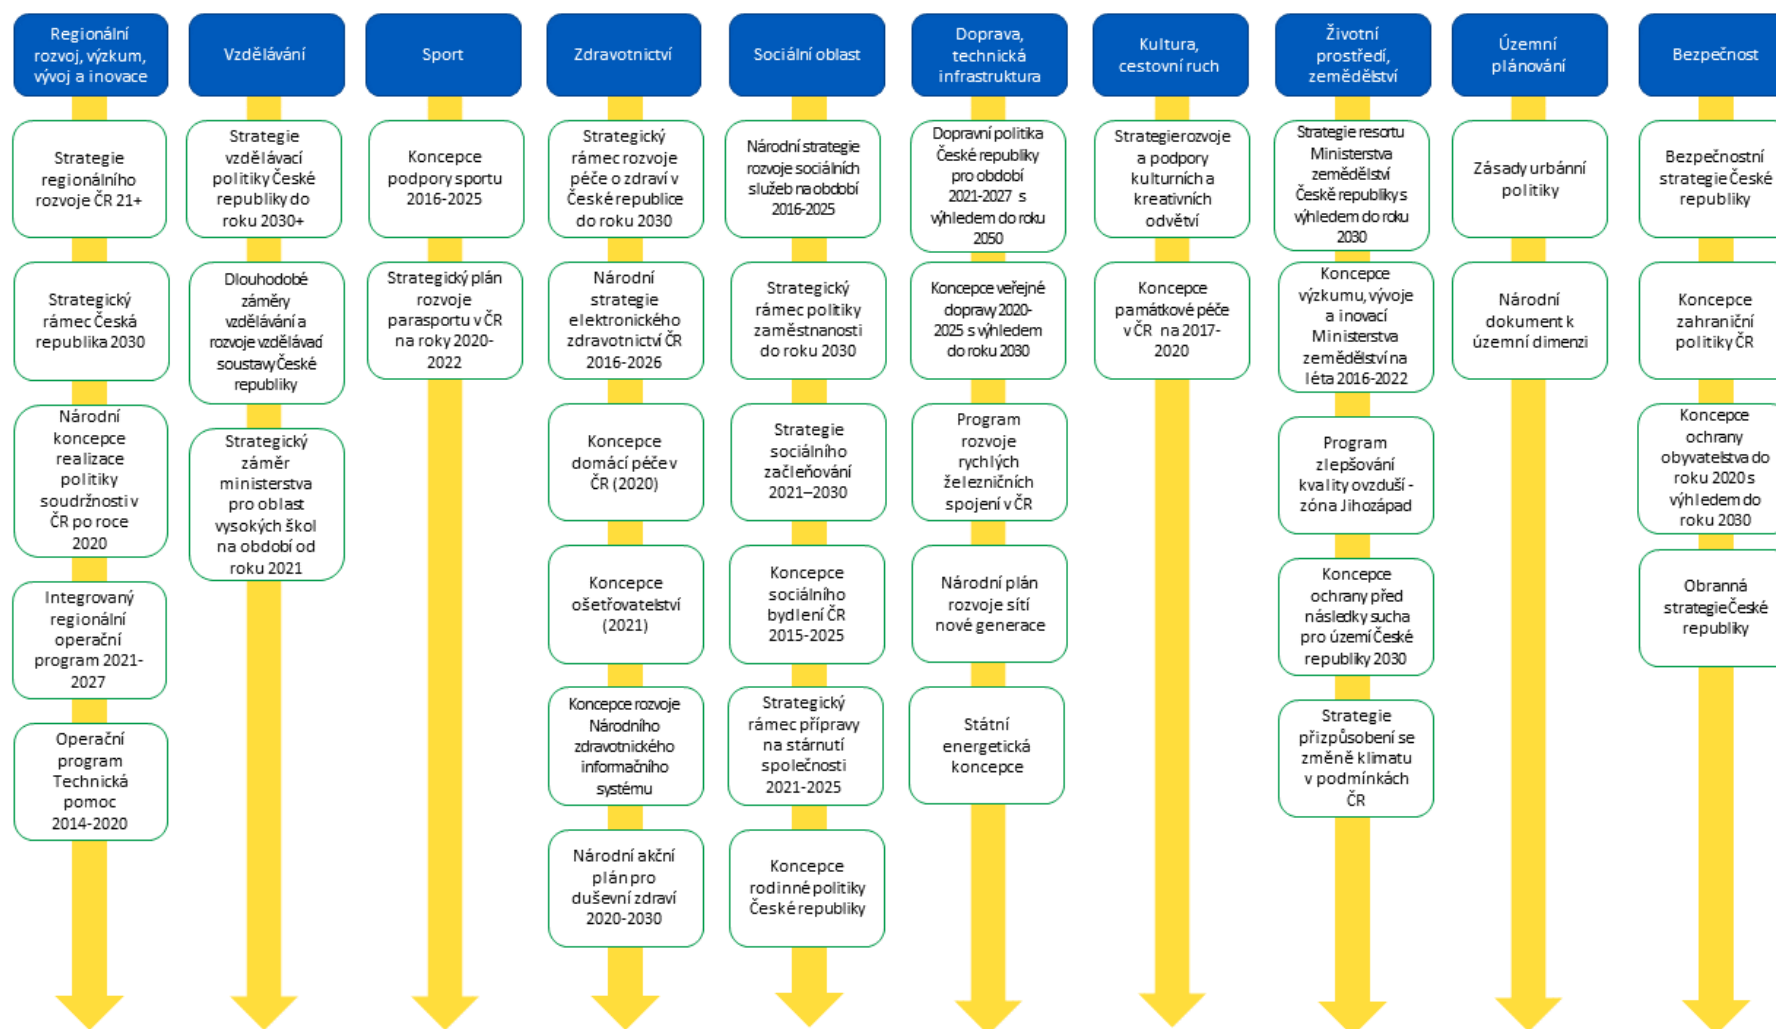 Regionální
rozvoj, výzkum,
vývoj a inovace
Strategie
regionálního
rozvoje ČR 21+
Strategický
rámec Česká
republika 2030
Národní
koncepce
realizace
politiky
soudržnosti v
ČR po roce
2020
Integrovaný
regionální
operační
program 2021-
2027
Operační
program
Technická
pomoc
2014-2020
Vzdělávání
Strategie
vzdělávací
politiky České
republiky do
roku 2030+
Dlouhodobé
záměry
vzdělávání a
rozvoje vzdělávací
soustavy České
republiky
Strategický
záměr
ministerstva
pro oblast
vysokých škol
na období od
roku 2021
Sport
Koncepce
podpory sportu
2016-2025
Strategický plán
rozvoje
parasportu v ČR
na roky 2020-
2022
Zdravotnictví
Strategický
rámec rozvoje
péče o zdraví v
České republice
do roku 2030
Národní
strategie
elektronického
zdravotnictví ČR
2016-2026
Koncepce
domácí péče v
ČR (2020)
Koncepce
ošetřovatelství
(2021)
Koncepce rozvoje
Národního
zdravotnického
informačního
systému
Národní akční
plán pro
duševní zdraví
2020-2030
Sociální oblast
Národní strategie
rozvoje sociálních
služeb na období
2016-2025
Strategický
rámec politiky
zaměstnanosti
do roku 2030
Strategie
sociálního
začleňování
2021–2030
Koncepce
sociálního
bydlení ČR
2015-2025
Strategický
rámec přípravy
na stárnutí
společnosti
2021-2025
Koncepce
rodinné politiky
České republiky
Doprava,
technická
infrastruktura
Dopravní politika
České republiky
pro období
2021-2027 s
výhledem do roku
2050
Koncepce veřejné
dopravy 2020-
2025 s výhledem
do roku 2030
Program
rozvoje
rychlých
železničních
spojení v ČR
Národní plán
rozvoje sítí
nové generace
Státní
energetická
koncepce
Kultura,
cestovní ruch
Strategie rozvoje
a podpory
kulturních a
kreativních
odvětví
Koncepce
památkové péče
v ČR na 2017-
2020
Životní
prostředí,
zemědělství
Strategie resortu
Ministerstva
zemědělství
České republiky s
výhledem do roku
2030
Koncepce
výzkumu, vývoje
a inovací
Ministerstva
zemědělství na
léta 2016-2022
Program
zlepšování
kvality ovzduší -
zóna Jihozápad
Koncepce
ochrany před
následky sucha
pro území České
republiky 2030
Strategie
přizpůsobení se
změně klimatu
v podmínkách
ČR
Územní
plánování
Zásady urbánní
politiky
Národní
dokument k
územní dimenzi
Bezpečnost
Bezpečnostní
strategie České
republiky
Koncepce
zahraniční
politiky ČR
Koncepce
ochrany
obyvatelstva do
roku 2020 s
výhledem do
roku 2030
Obranná
strategie České
republiky